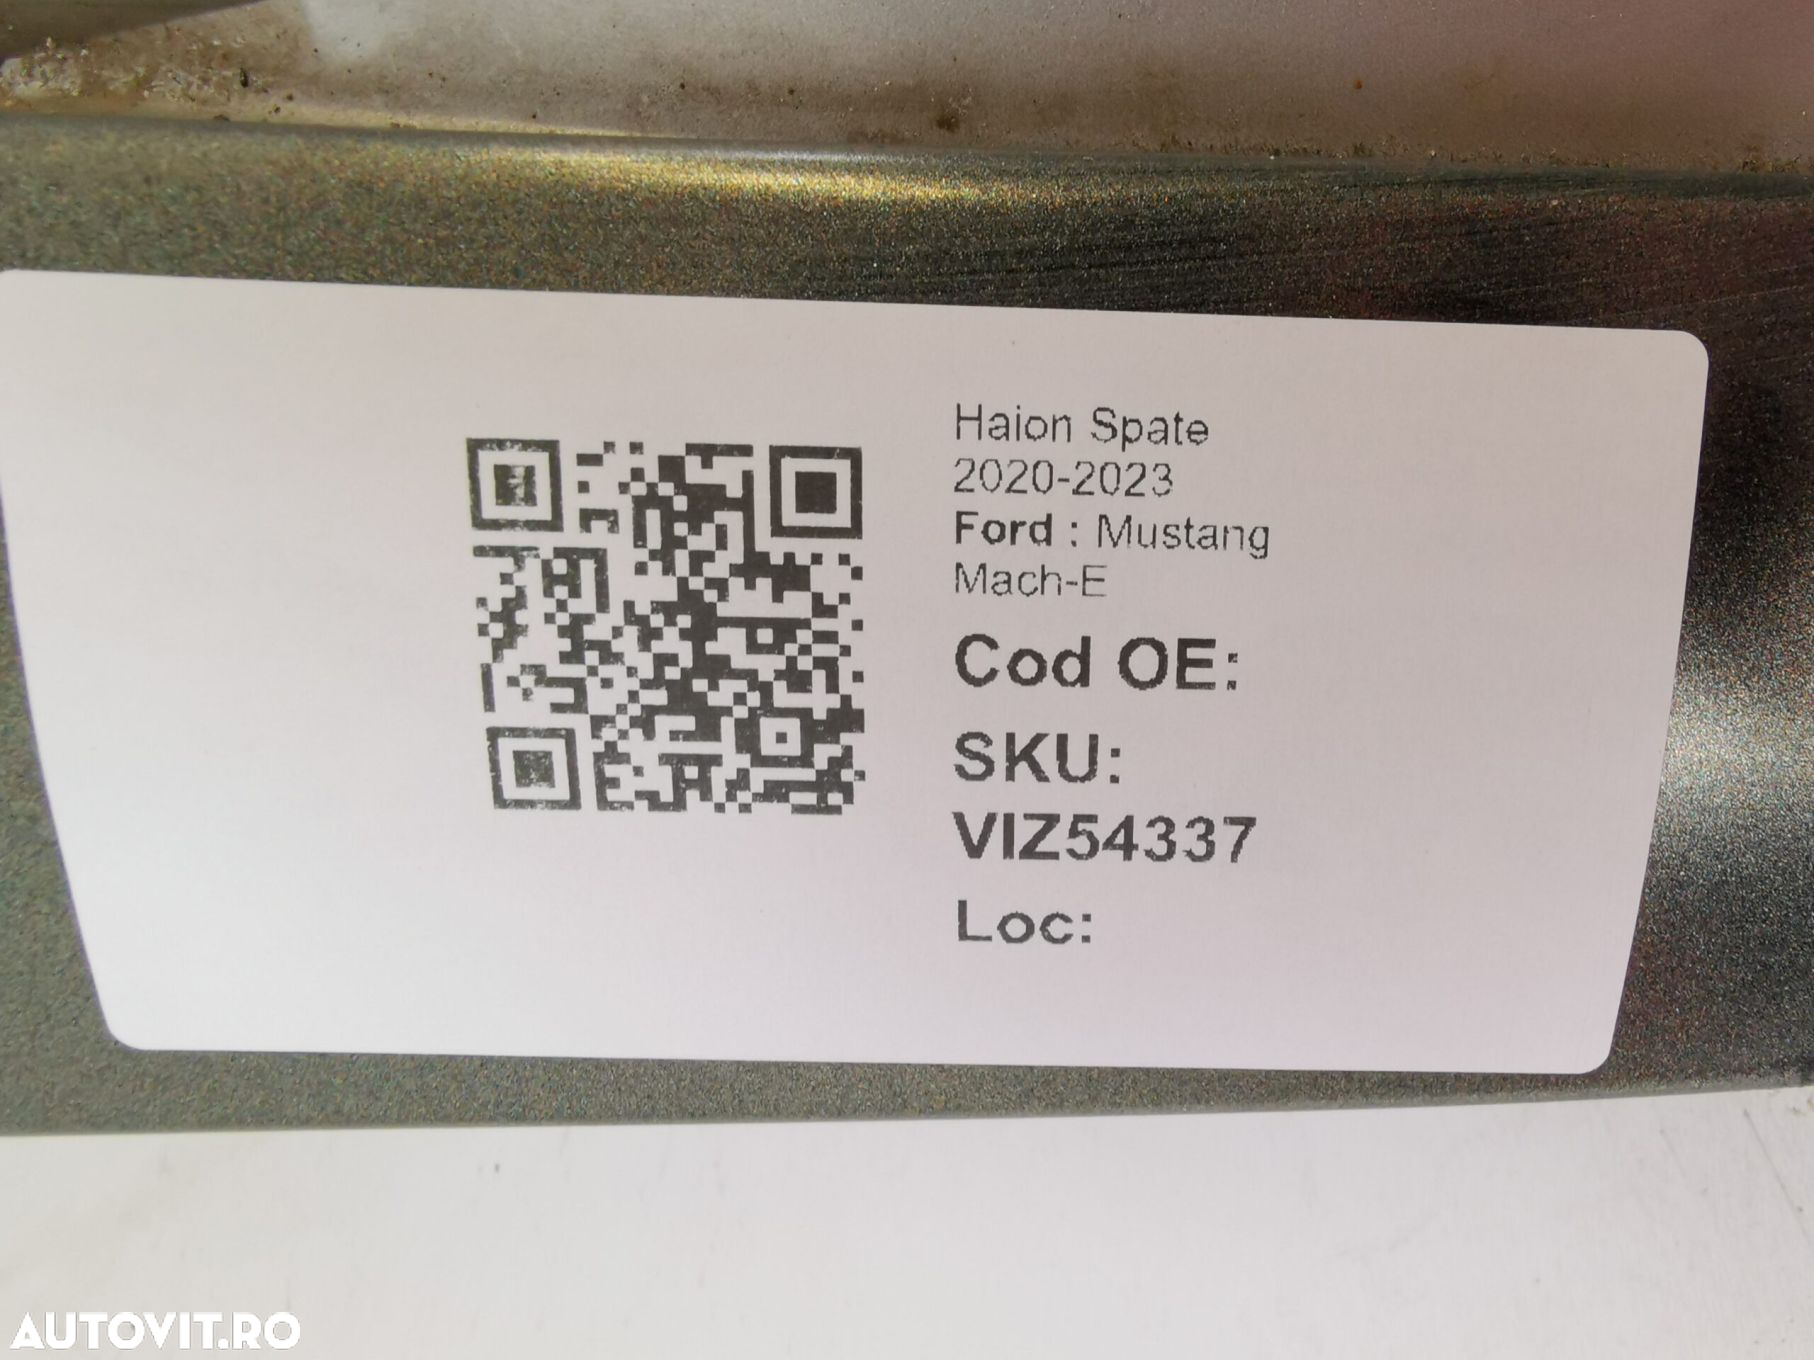 Haion Spate
2020-2023
Ford : Mustang
Mach-E
Cod OE:
SKU:
VIZ54337
Loc:
AUTOVIT.RO